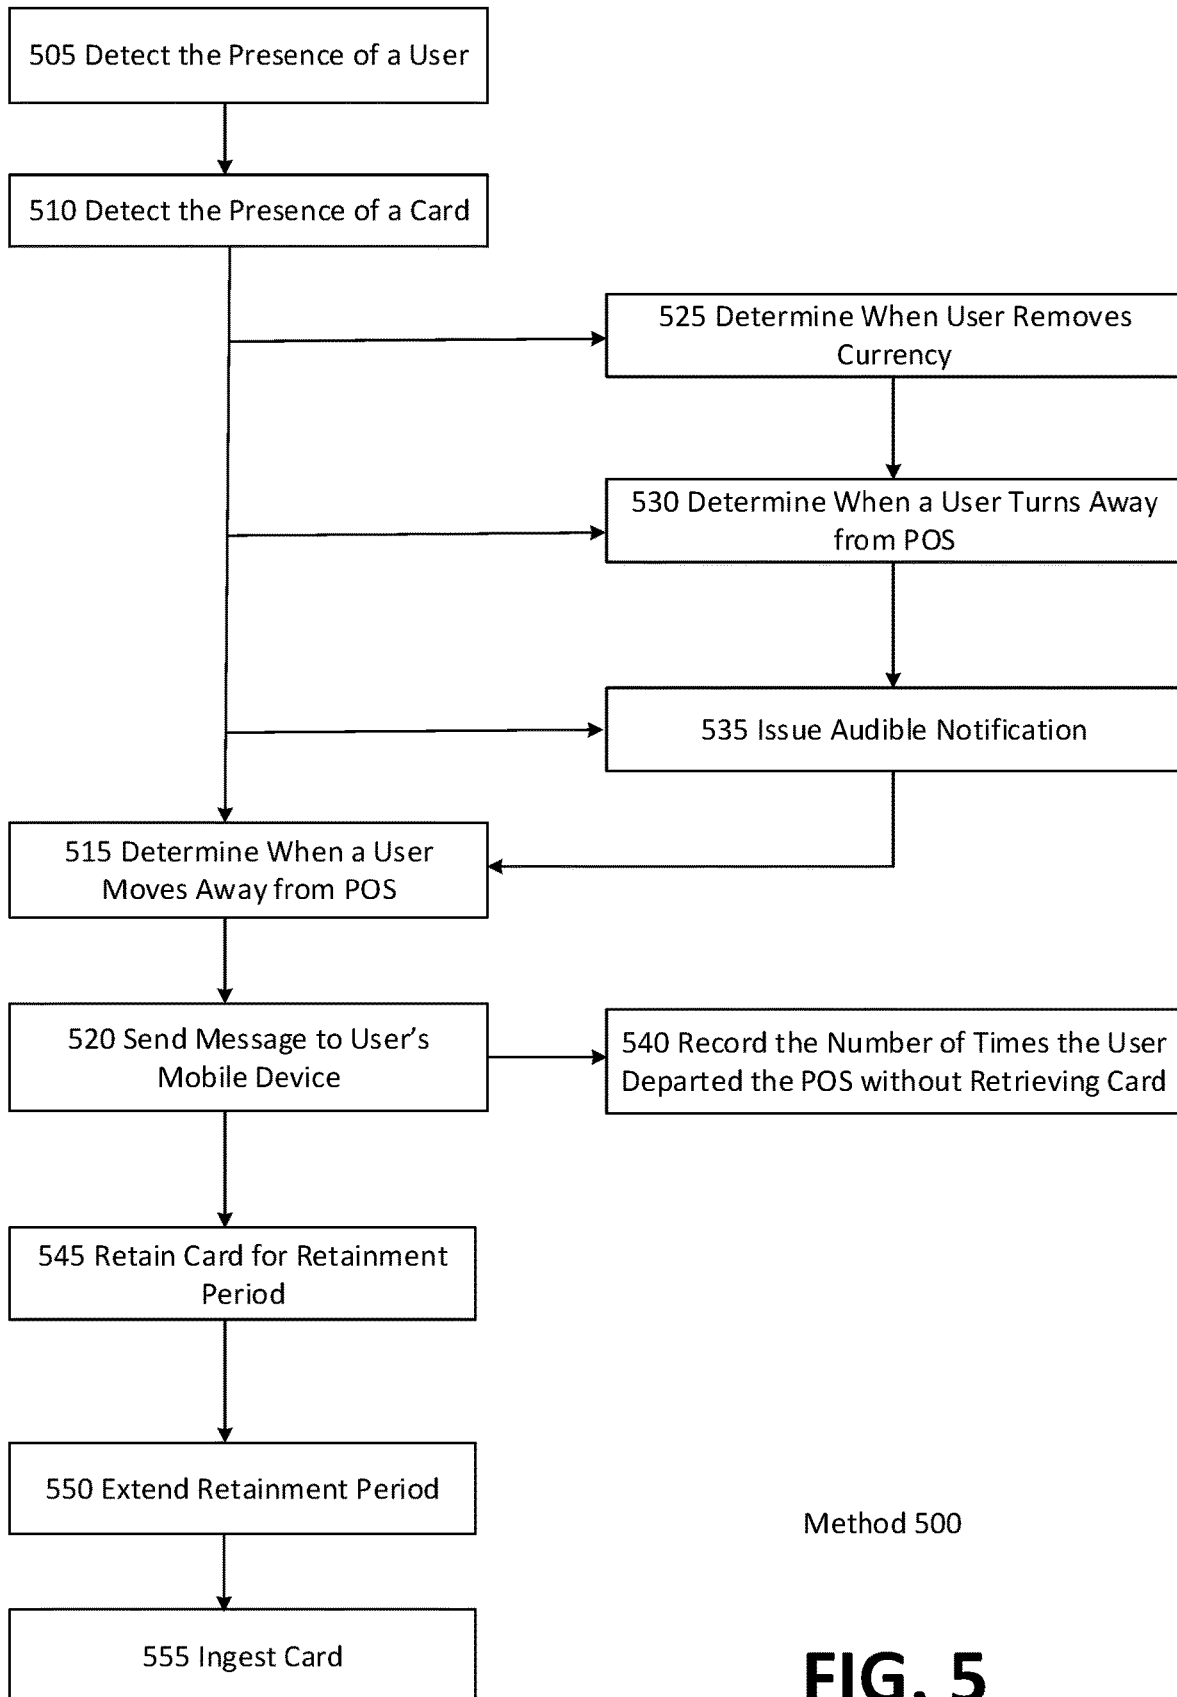 505 Detect the Presence of a User
510 Detect the Presence of a Card
525 Determine When User Removes
Currency
530 Determine When a User Turns Away
from POS
535 Issue Audible Notification
515 Determine When a User
Moves Away from POS
520 Send Message to User’s
Mobile Device
540 Record the Number of Times the User
Departed the POS without Retrieving Card
545 Retain Card for Retainment
Period
550 Extend Retainment Period
Method 500
555 Ingest Card
FIG. 5